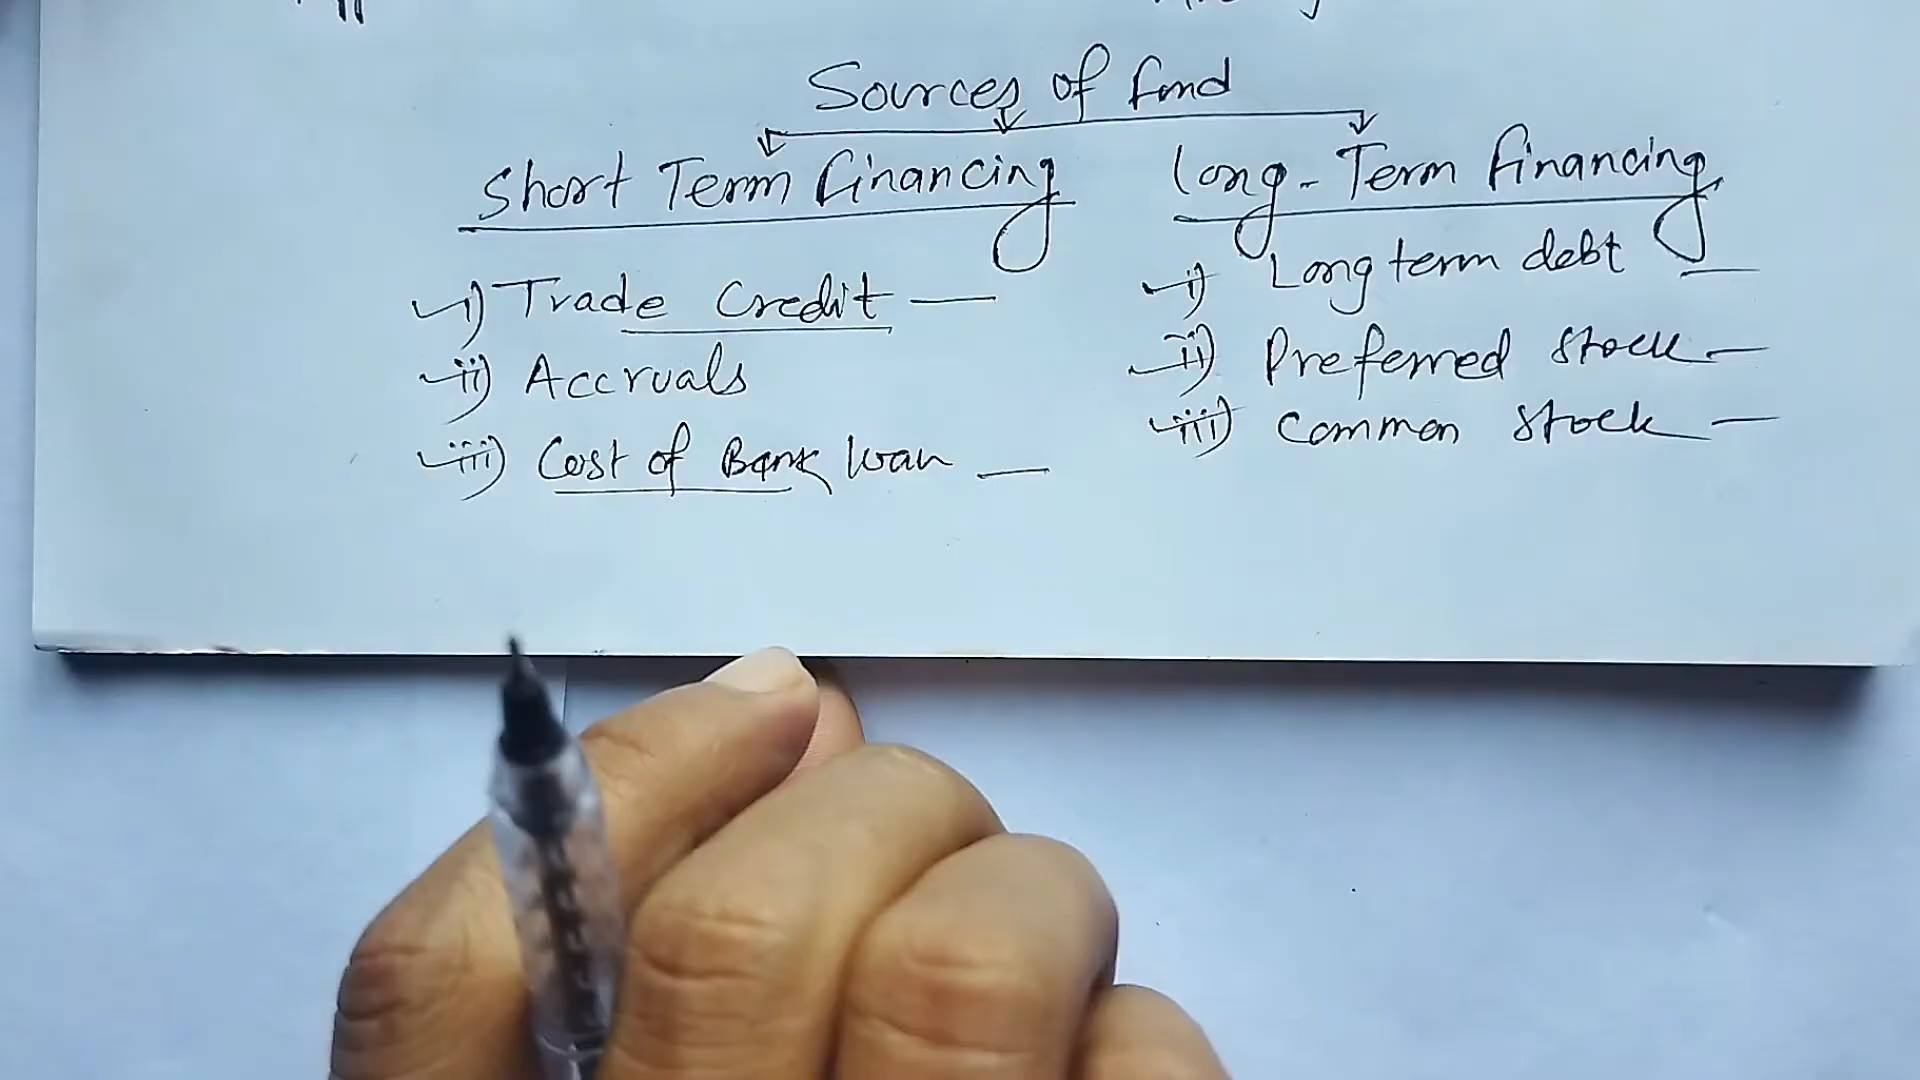 Sources of fund
Short Term financing
i) Trade Credit —
ii) Accruals
iii) Cost of Bank loan —
Long-Term financing
i) Long term debt —
ii) Preferred stock —
iii) Common stock —